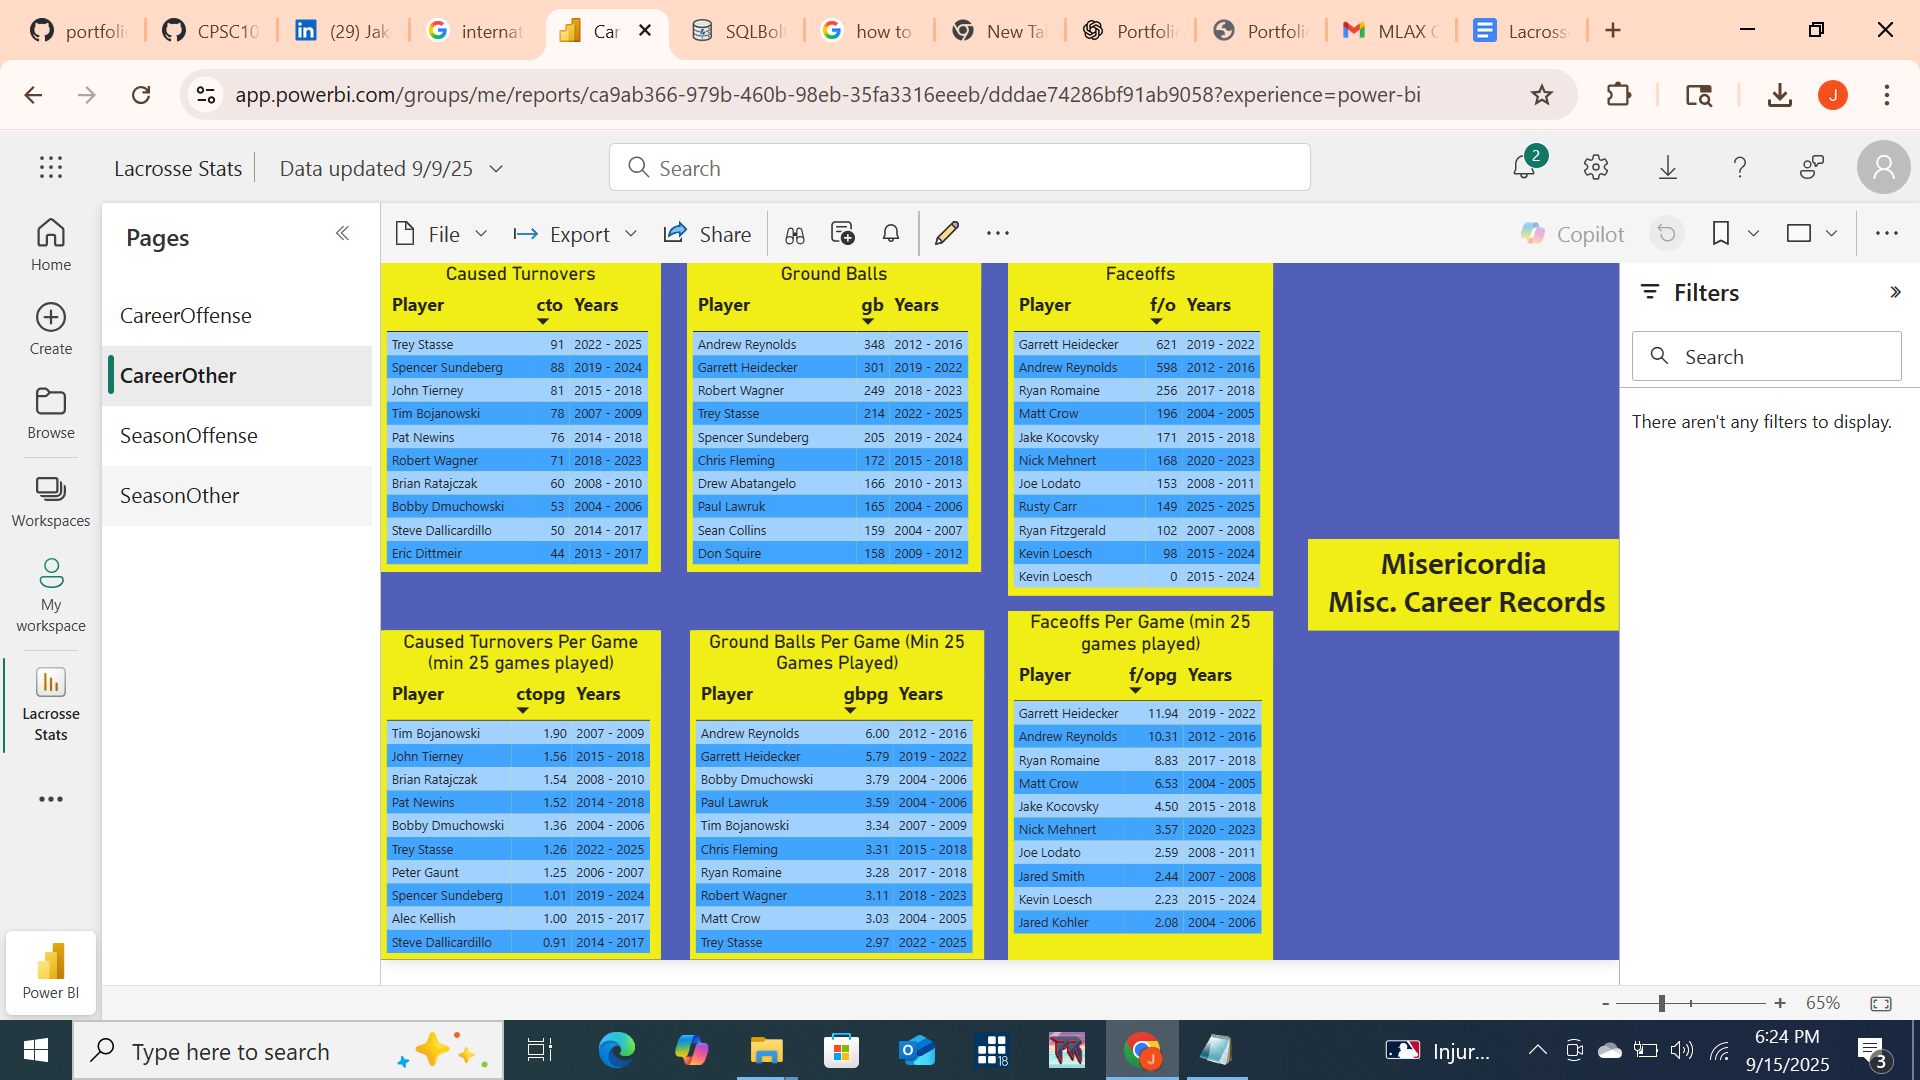 portfoli
CPSC10
(29) Jak
internat
Car
SQLBolt
how to
New Ta
Portfoli
Portfoli
MLAX C
Lacross
app.powerbi.com/groups/me/reports/ca9ab366-979b-460b-98eb-35fa3316eeeb/dddae74286bf91ab9058?experience=power-bi
J
Lacrosse Stats
Data updated 9/9/25
Search
2
Home
Create
Browse
Workspaces
My
workspace
Lacrosse
Stats
Power BI
Pages
CareerOffense
CareerOther
SeasonOffense
SeasonOther
File
Export
Share
Copilot
Caused Turnovers
Player cto Years
Trey Stasse 91 2022 - 2025
Spencer Sundeberg 88 2019 - 2024
John Tierney 81 2015 - 2018
Tim Bojanowski 78 2007 - 2009
Pat Newins 76 2014 - 2018
Robert Wagner 71 2018 - 2023
Brian Ratajczak 60 2008 - 2010
Bobby Dmuchowski 53 2004 - 2006
Steve Dallicardillo 50 2014 - 2017
Eric Dittmeir 44 2013 - 2017
Ground Balls
Player gb Years
Andrew Reynolds 348 2012 - 2016
Garrett Heidecker 301 2019 - 2022
Robert Wagner 249 2018 - 2023
Trey Stasse 214 2022 - 2025
Spencer Sundeberg 205 2019 - 2024
Chris Fleming 172 2015 - 2018
Drew Abatangelo 166 2010 - 2013
Paul Lawruk 165 2004 - 2006
Sean Collins 159 2004 - 2007
Don Squire 158 2009 - 2012
Faceoffs
Player f/o Years
Garrett Heidecker 621 2019 - 2022
Andrew Reynolds 598 2012 - 2016
Ryan Romaine 256 2017 - 2018
Matt Crow 196 2004 - 2005
Jake Kocovsky 171 2015 - 2018
Nick Mehnert 168 2020 - 2023
Joe Lodato 153 2008 - 2011
Rusty Carr 149 2025 - 2025
Ryan Fitzgerald 102 2007 - 2008
Kevin Loesch 98 2015 - 2024
Kevin Loesch 0 2015 - 2024
Misericordia
Misc. Career Records
Caused Turnovers Per Game
(min 25 games played)
Player ctopg Years
Tim Bojanowski 1.90 2007 - 2009
John Tierney 1.56 2015 - 2018
Brian Ratajczak 1.54 2008 - 2010
Pat Newins 1.52 2014 - 2018
Bobby Dmuchowski 1.36 2004 - 2006
Trey Stasse 1.26 2022 - 2025
Peter Gaunt 1.25 2006 - 2007
Spencer Sundeberg 1.01 2019 - 2024
Alec Kellish 1.00 2015 - 2017
Steve Dallicardillo 0.91 2014 - 2017
Ground Balls Per Game (Min 25
Games Played)
Player gbpg Years
Andrew Reynolds 6.00 2012 - 2016
Garrett Heidecker 5.79 2019 - 2022
Bobby Dmuchowski 3.79 2004 - 2006
Paul Lawruk 3.59 2004 - 2006
Tim Bojanowski 3.34 2007 - 2009
Chris Fleming 3.31 2015 - 2018
Ryan Romaine 3.28 2017 - 2018
Robert Wagner 3.11 2018 - 2023
Matt Crow 3.03 2004 - 2005
Trey Stasse 2.97 2022 - 2025
Faceoffs Per Game (min 25
games played)
Player f/opg Years
Garrett Heidecker 11.94 2019 - 2022
Andrew Reynolds 10.31 2012 - 2016
Ryan Romaine 8.83 2017 - 2018
Matt Crow 6.53 2004 - 2005
Jake Kocovsky 4.50 2015 - 2018
Nick Mehnert 3.57 2020 - 2023
Joe Lodato 2.59 2008 - 2011
Jared Smith 2.44 2007 - 2008
Kevin Loesch 2.23 2015 - 2024
Jared Kohler 2.08 2004 - 2006
Filters
Search
There aren't any filters to display.
- + 65%
Type here to search
18
PR
J
Injur...
6:24 PM
9/15/2025
3